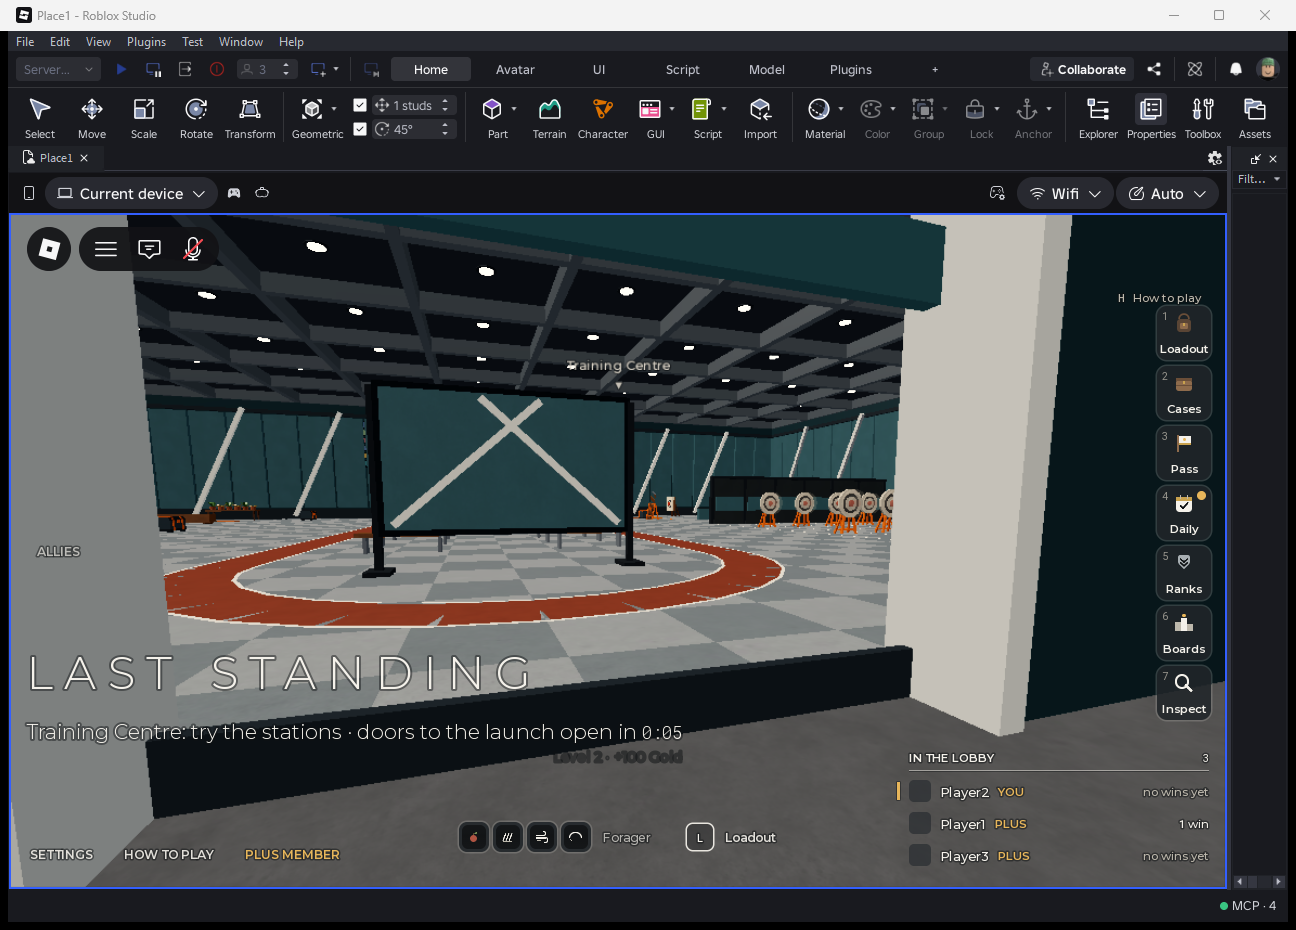 Place1 - Roblox Studio
File Edit View Plugins Test Window Help
Server... 3 Home Avatar UI Script Model Plugins + Collaborate
1 studs
45°
Select Move Scale Rotate Transform Geometric Part Terrain Character GUI Script Import Material Color Group Lock Anchor Explorer Properties Toolbox Assets
Place1
Current device Wifi Auto
Filt...
H How to play
1 Loadout
2 Cases
3 Pass
4 Daily
5 Ranks
6 Boards
7 Inspect
Training Centre
ALLIES
LAST STANDING
Training Centre: try the stations · doors to the launch open in 0:05
Level 2 · +100 Gold
IN THE LOBBY 3
Player2 YOU no wins yet
Player1 PLUS 1 win
Player3 PLUS no wins yet
Forager L Loadout
SETTINGS HOW TO PLAY PLUS MEMBER
MCP · 4